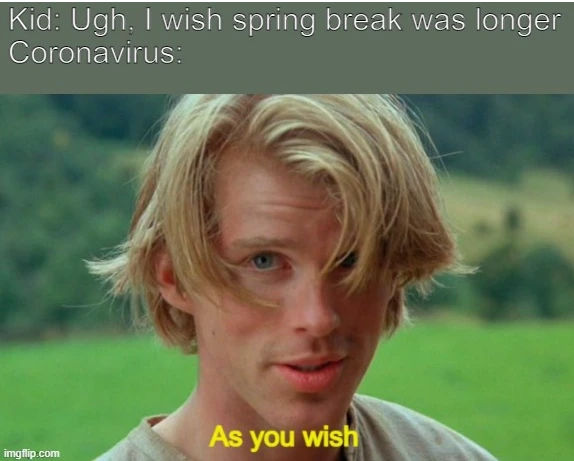 Kid: Ugh, I wish spring break was longer
Coronavirus:
As you wish
imgflip.com